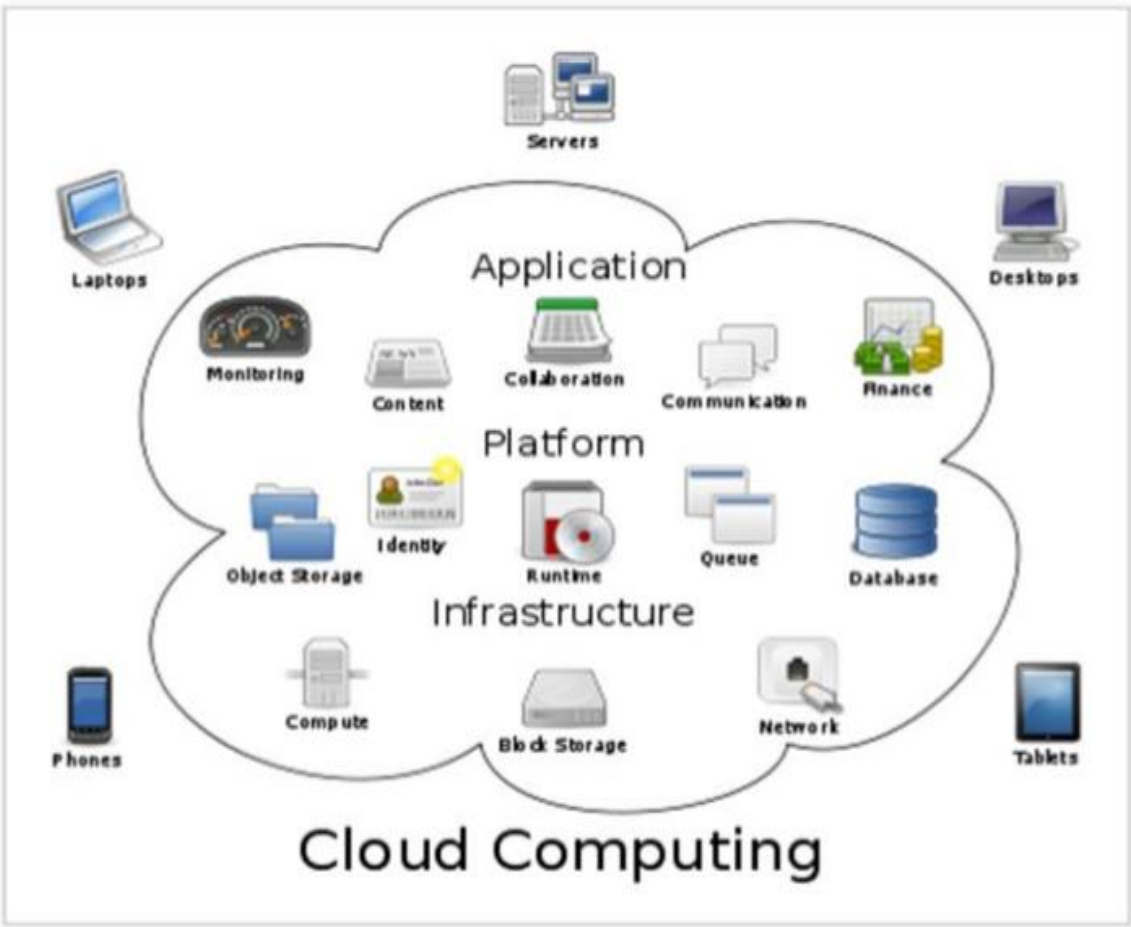 Servers
Laptops
Desktops
Application
Monitoring
Content
Collaboration
Communication
Finance
Platform
Object Storage
Identity
Runtime
Queue
Database
Infrastructure
Compute
Block Storage
Network
Phones
Tablets
Cloud Computing